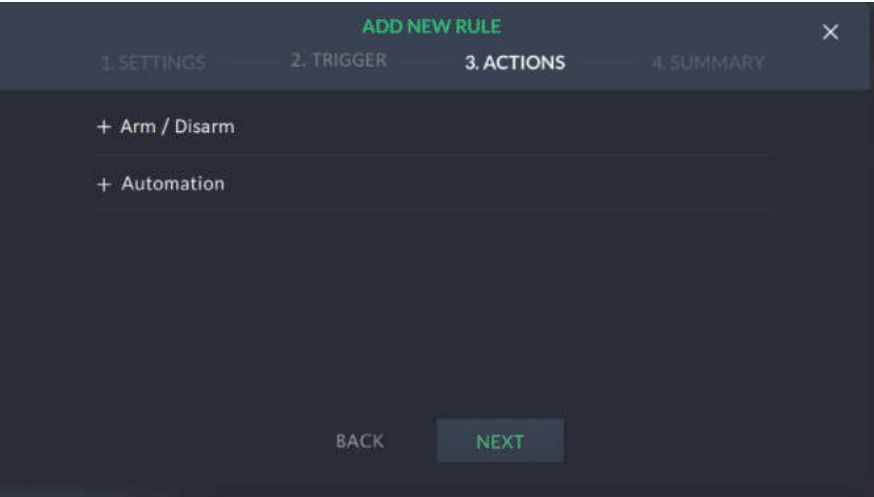 ADD NEW RULE
1. SETTINGS 2. TRIGGER 3. ACTIONS 4. SUMMARY
+ Arm / Disarm
+ Automation
BACK NEXT